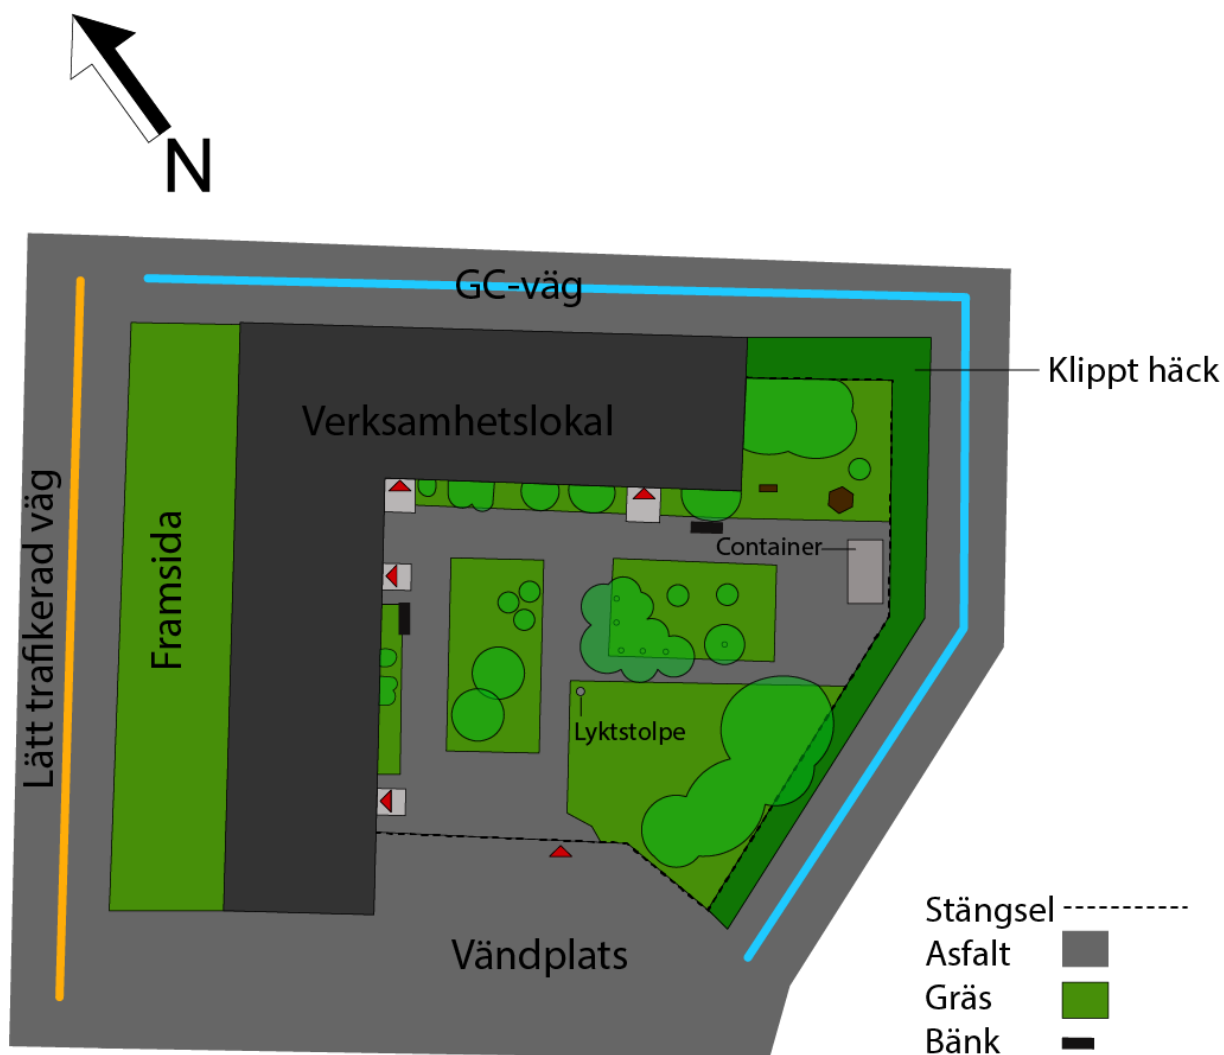 N
GC-väg
Klippt häck
Verksamhetslokal
Lätt trafikerad väg
Framsida
Container
Lyktstolpe
Vändplats
Stängsel
Asfalt
Gräs
Bänk